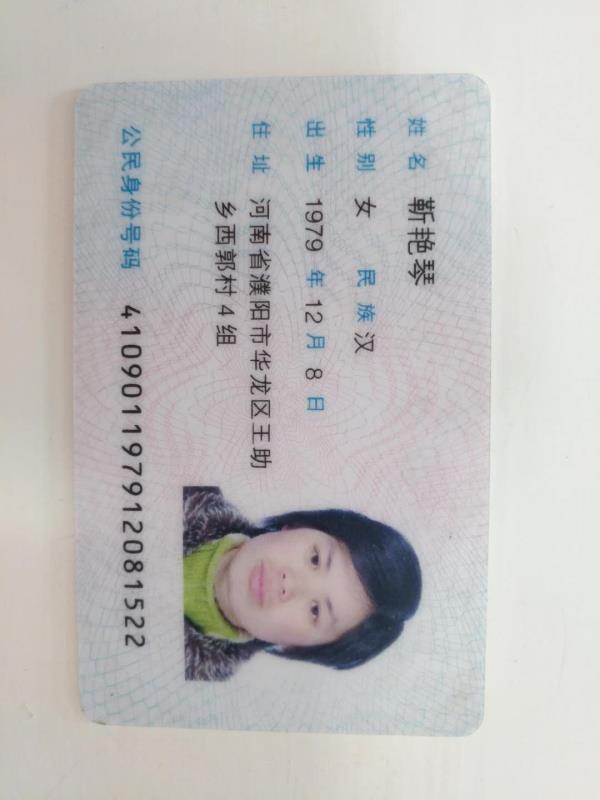 姓名 靳艳琴
性别 女 民族 汉
出生 1979 年 12 月 8 日
住址 河南省濮阳市华龙区王助
乡西郭村4组
公民身份号码 410901197912081522